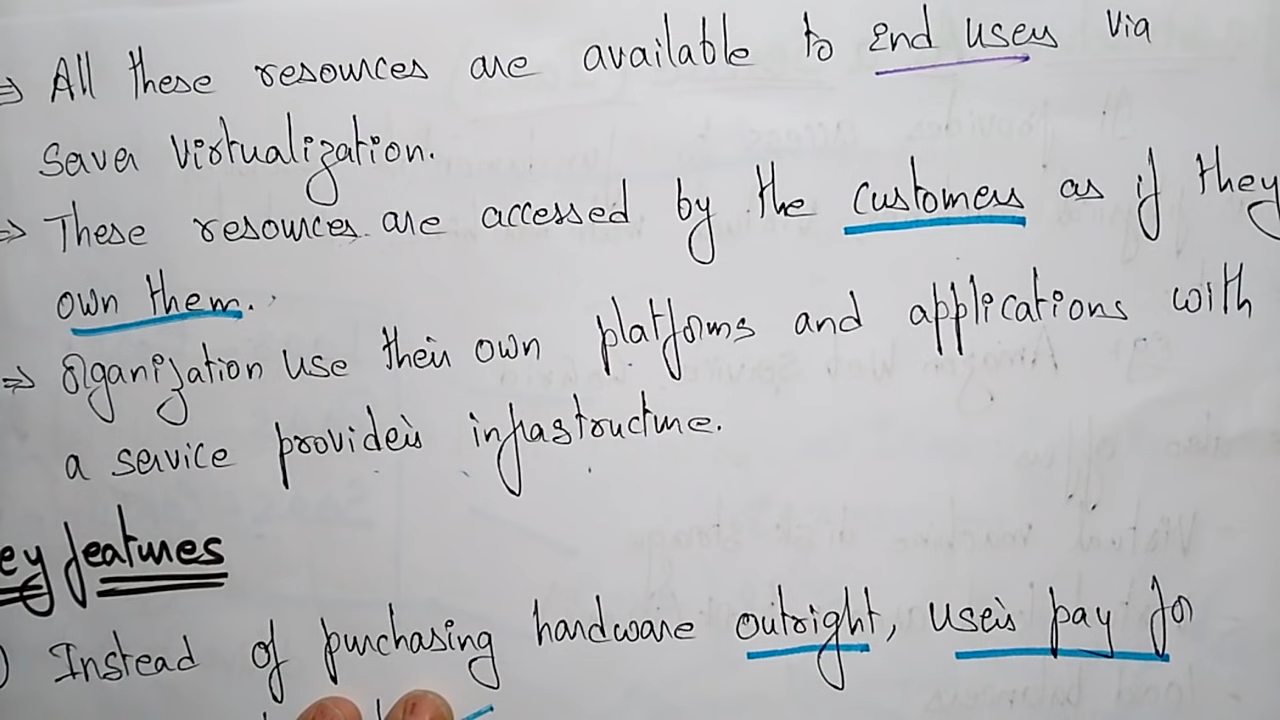 ⇒ All these resources are available to end users via
Server Virtualization.
⇒ These resources are accessed by the customers as if they
own them.
⇒ Organization use their own platforms and applications with
a service provider's infrastructure.
ey features
) Instead of purchasing hardware outright, users pay for